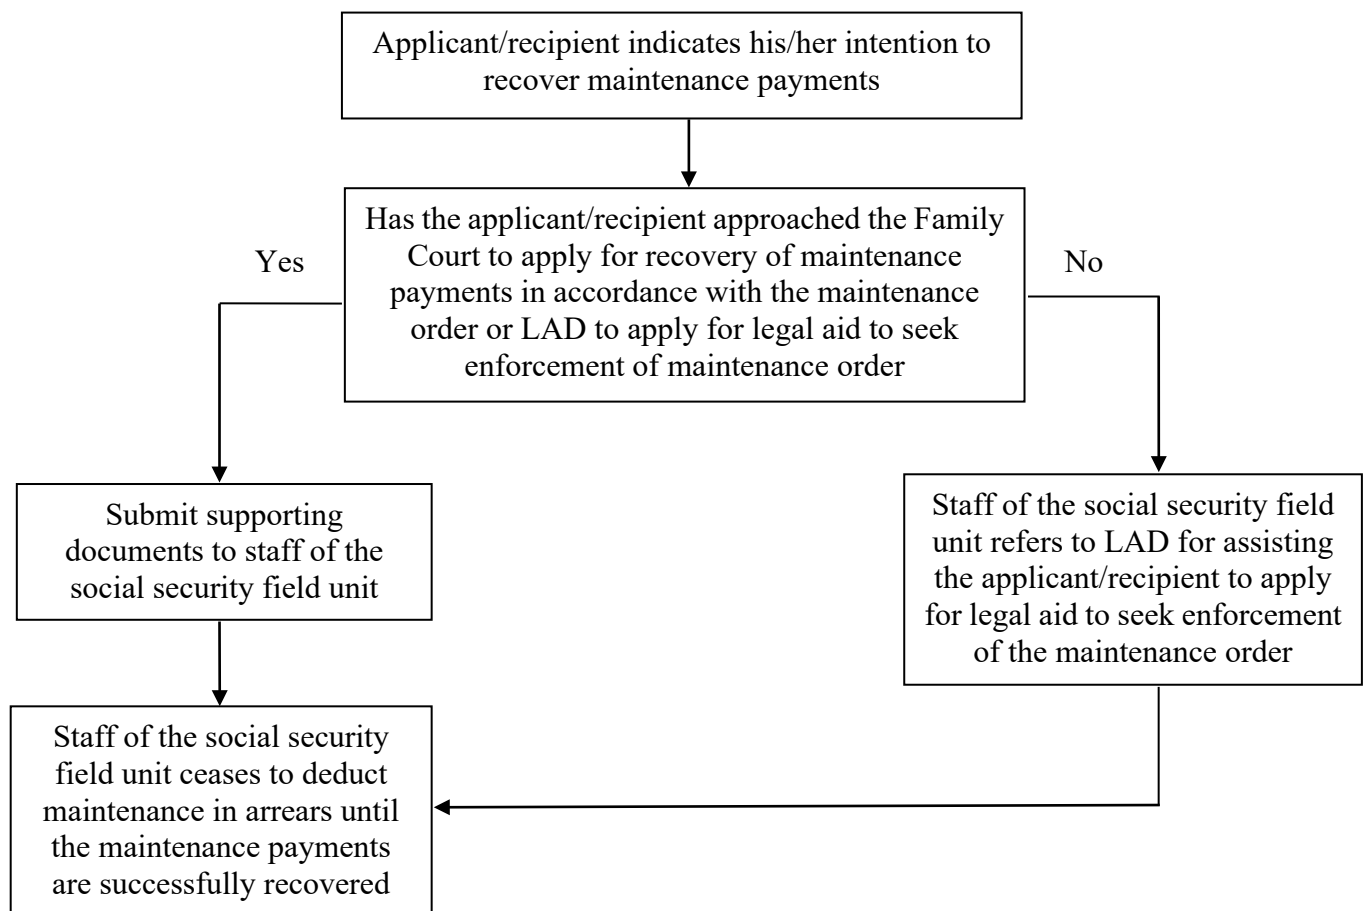 Applicant/recipient indicates his/her intention to
recover maintenance payments
Has the applicant/recipient approached the Family
Court to apply for recovery of maintenance
payments in accordance with the maintenance
order or LAD to apply for legal aid to seek
enforcement of maintenance order
Yes
No
Submit supporting
documents to staff of the
social security field unit
Staff of the social security field
unit refers to LAD for assisting
the applicant/recipient to apply
for legal aid to seek enforcement
of the maintenance order
Staff of the social security
field unit ceases to deduct
maintenance in arrears until
the maintenance payments
are successfully recovered